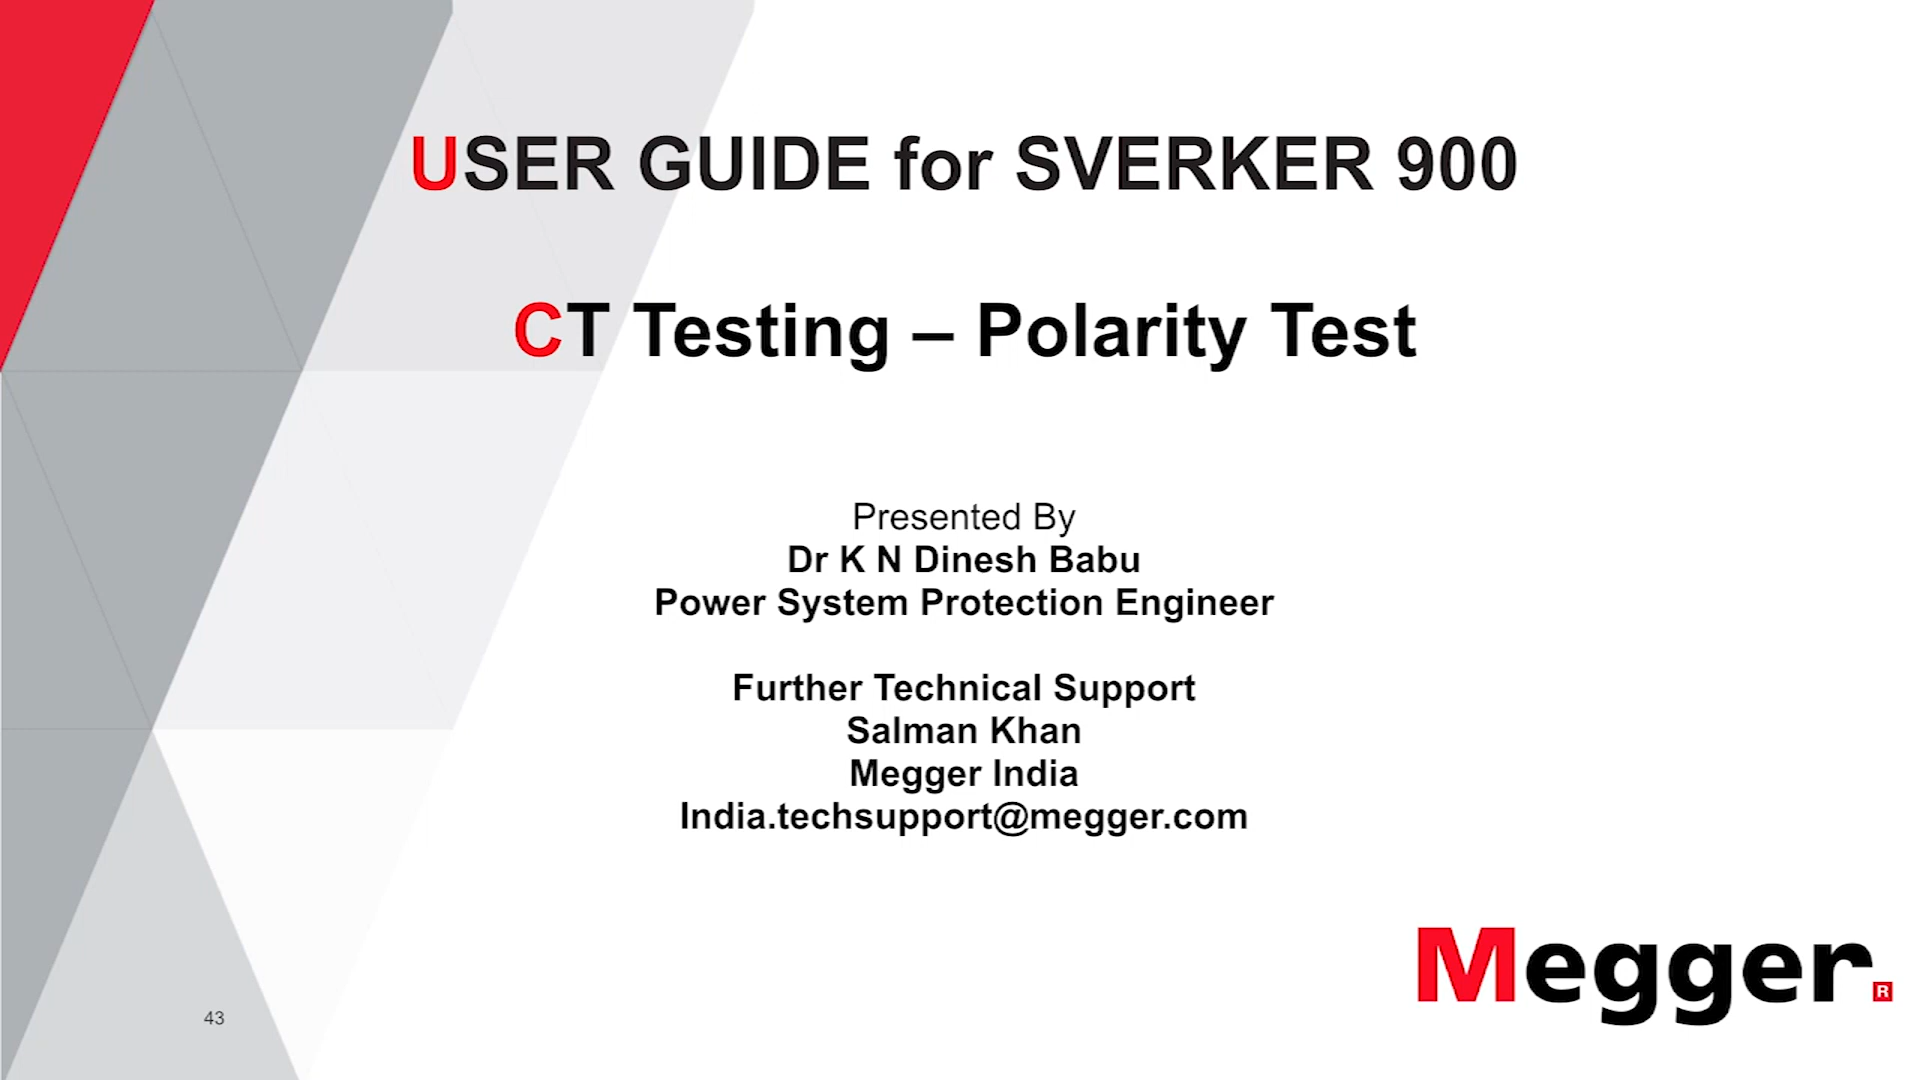 USER GUIDE for SVERKER 900
CT Testing – Polarity Test
Presented By
Dr K N Dinesh Babu
Power System Protection Engineer
Further Technical Support
Salman Khan
Megger India
India.techsupport@megger.com
Megger.
R
43